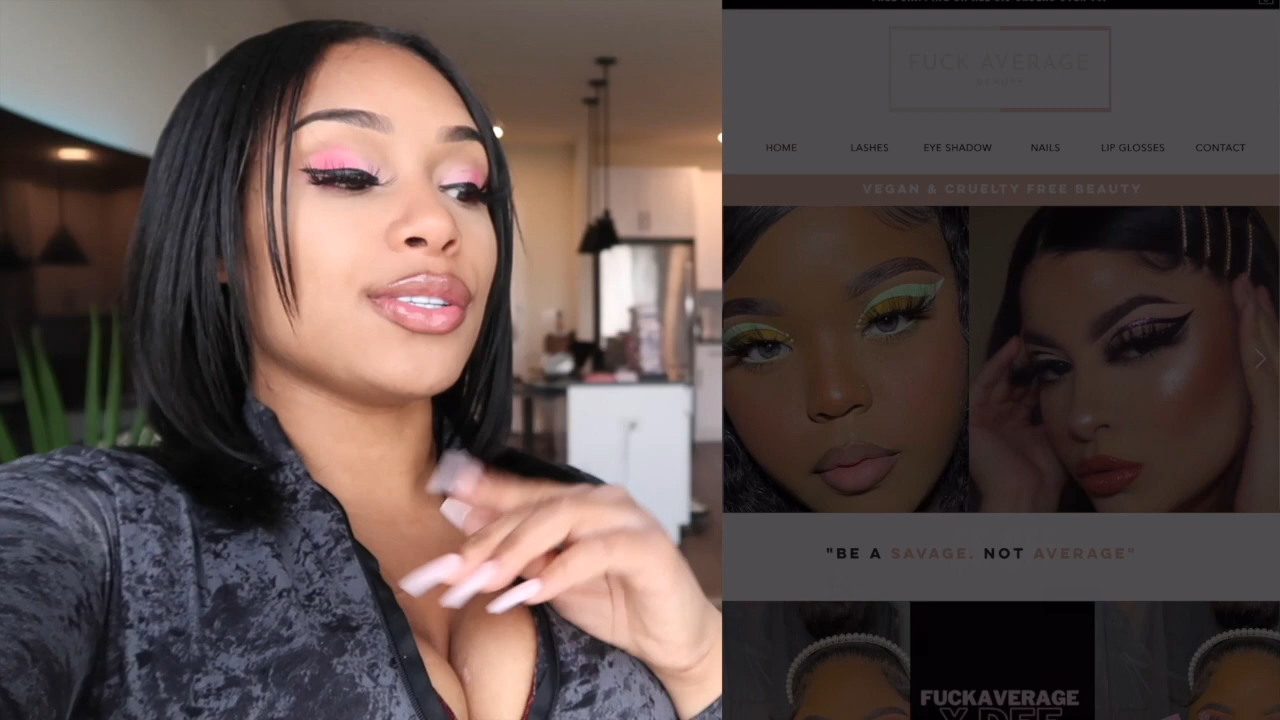 FUCK AVERAGE
BEAUTY
HOME LASHES EYE SHADOW NAILS LIP GLOSSES CONTACT
VEGAN & CRUELTY FREE BEAUTY
"BE A SAVAGE. NOT AVERAGE"
FUCKAVERAGE